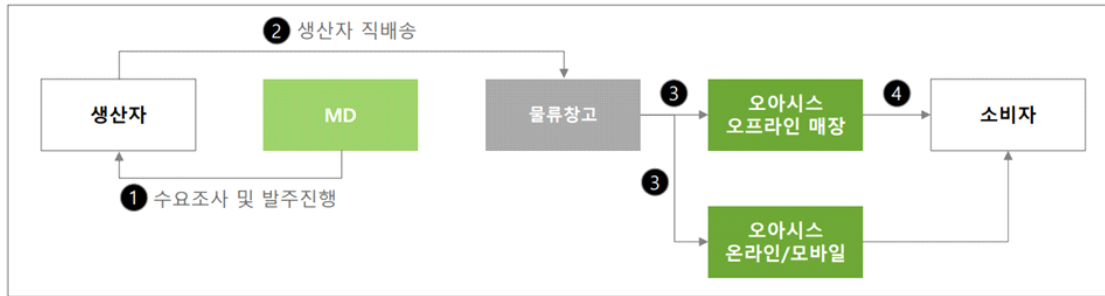 2 생산자 직배송
생산자
MD
물류창고
3
오아시스
오프라인 매장
4
소비자
1 수요조사 및 발주진행
3
오아시스
온라인/모바일